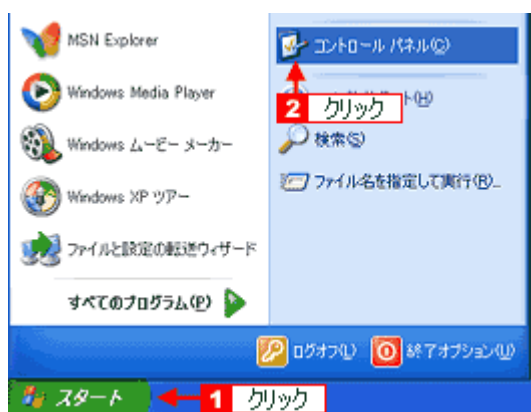 MSN Explorer
Windows Media Player
Windows ムービー メーカー
Windows XP ツアー
ファイルと設定の転送ウィザード
すべてのプログラム(P)
コントロール パネル(C)
2 クリック
ト(H)
検索(S)
ファイル名を指定して実行(R)...
ログオフ(L)
終了オプション(U)
スタート
1 クリック